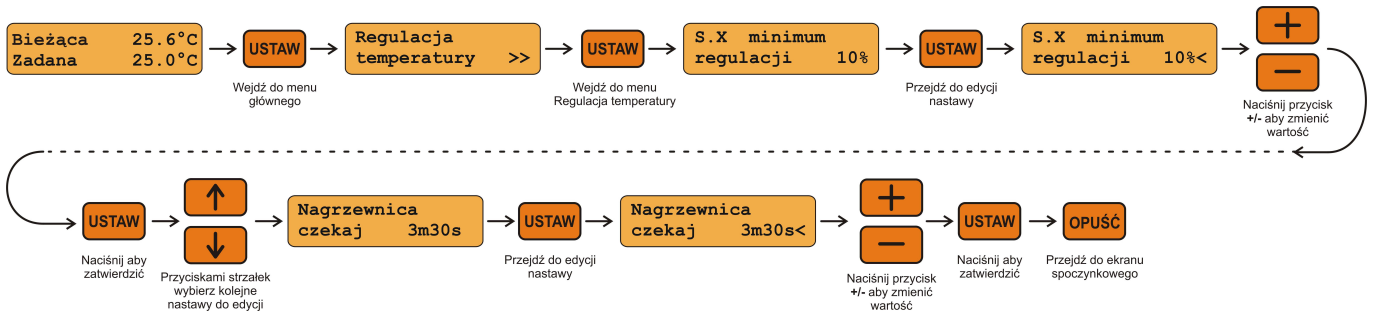 Bieżąca 25.6°C
Zadana 25.0°C
USTAW
Wejdź do menu
głównego
Regulacja
temperatury >>
USTAW
Wejdź do menu
Regulacja temperatury
S.X minimum
regulacji 10%
USTAW
Przejdź do edycji
nastawy
S.X minimum
regulacji 10%<
+
−
Naciśnij przycisk
+/- aby zmienić
wartość
USTAW
Naciśnij aby
zatwierdzić
↑
↓
Przyciskami strzałek
wybierz kolejne
nastawy do edycji
Nagrzewnica
czekaj 3m30s
USTAW
Przejdź do edycji
nastawy
Nagrzewnica
czekaj 3m30s<
+
−
Naciśnij przycisk
+/- aby zmienić
wartość
USTAW
Naciśnij aby
zatwierdzić
OPUŚĆ
Przejdź do ekranu
spoczynkowego